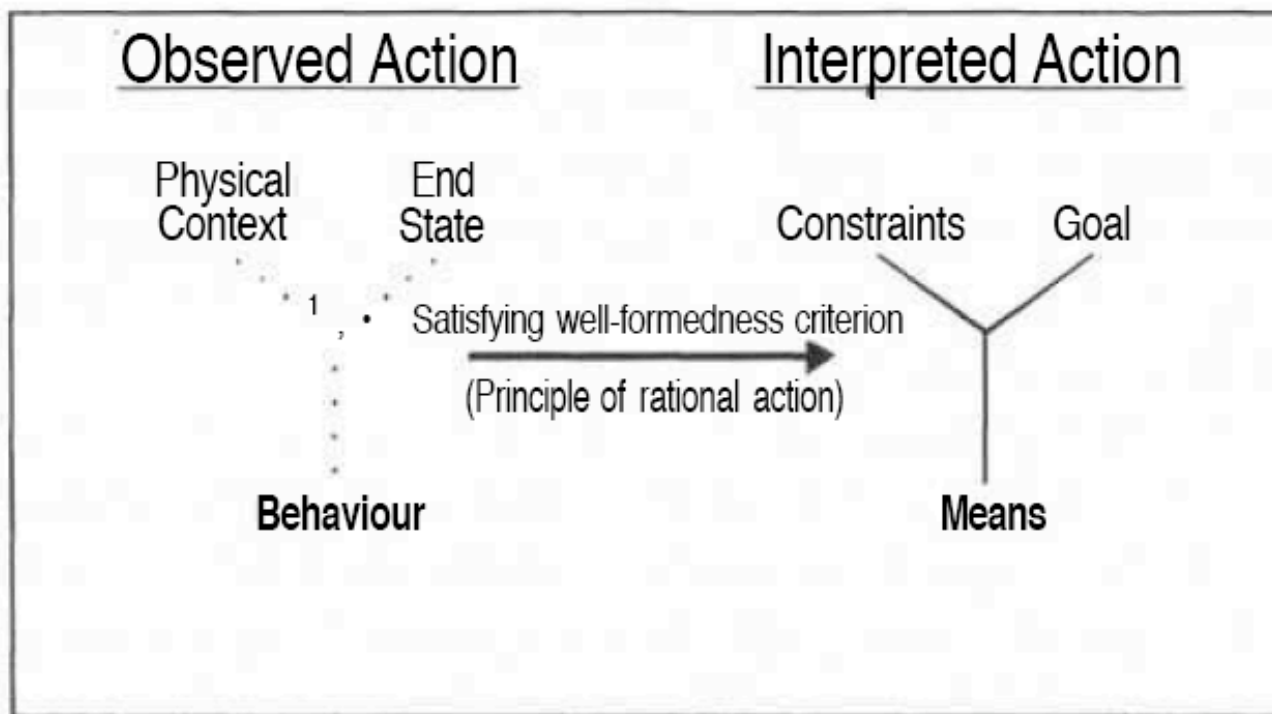 Observed Action
Interpreted Action
Physical
Context
End
State
Constraints
Goal
1
Satisfying well-formedness criterion
(Principle of rational action)
Behaviour
Means